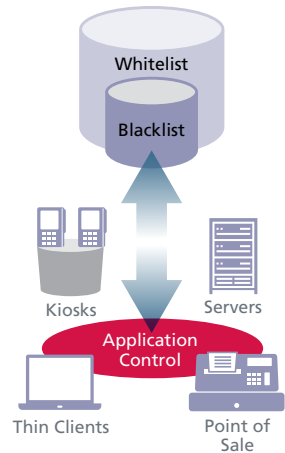 Whitelist
Blacklist
Kiosks
Servers
Application
Control
Thin Clients
Point of
Sale